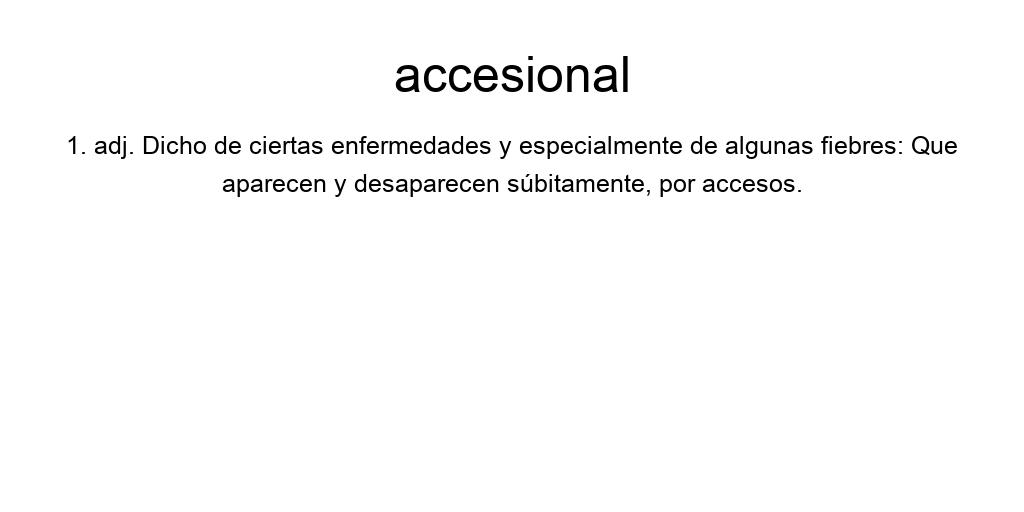 accesional
1. adj. Dicho de ciertas enfermedades y especialmente de algunas fiebres: Que
aparecen y desaparecen súbitamente, por accesos.